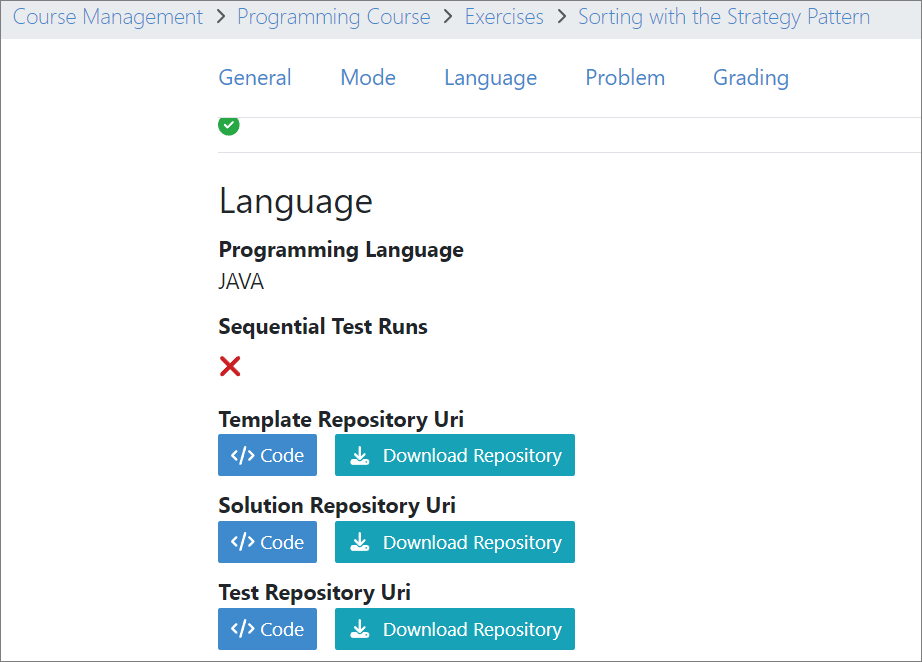 Course Management > Programming Course > Exercises > Sorting with the Strategy Pattern
General Mode Language Problem Grading
Language
Programming Language
JAVA
Sequential Test Runs
Template Repository Uri
</> Code Download Repository
Solution Repository Uri
</> Code Download Repository
Test Repository Uri
</> Code Download Repository